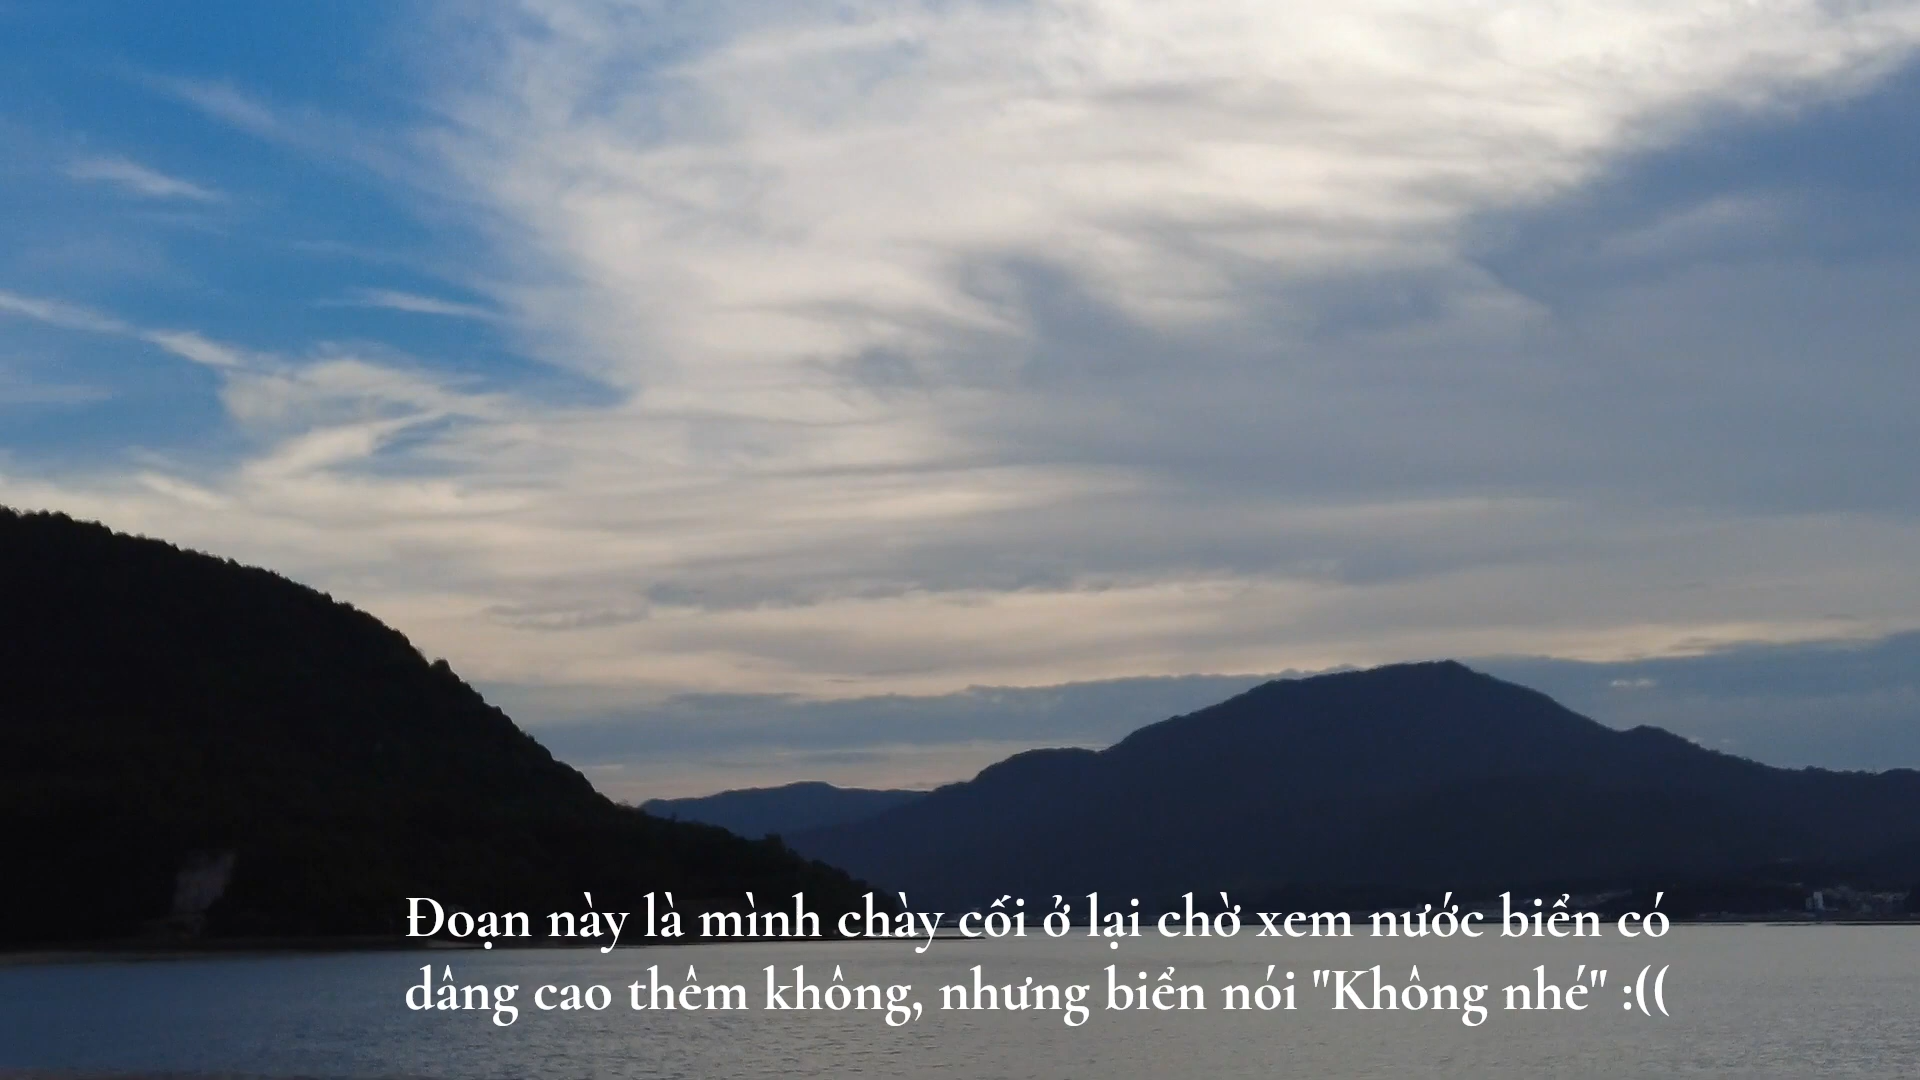 Đoạn này là mình chày cối ở lại chờ xem nước biển có
dâng cao thêm không, nhưng biển nói "Không nhé" :((